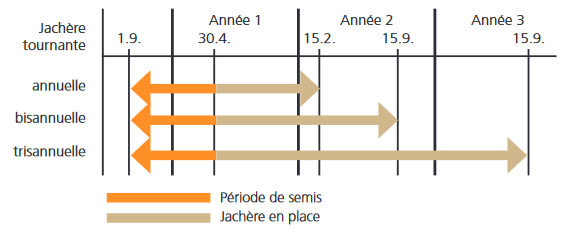 Jachère tournante
Année 1 Année 2 Année 3
1.9. 30.4. 15.2. 15.9. 15.9.
annuelle
bisannuelle
trisannuelle
Période de semis
Jachère en place